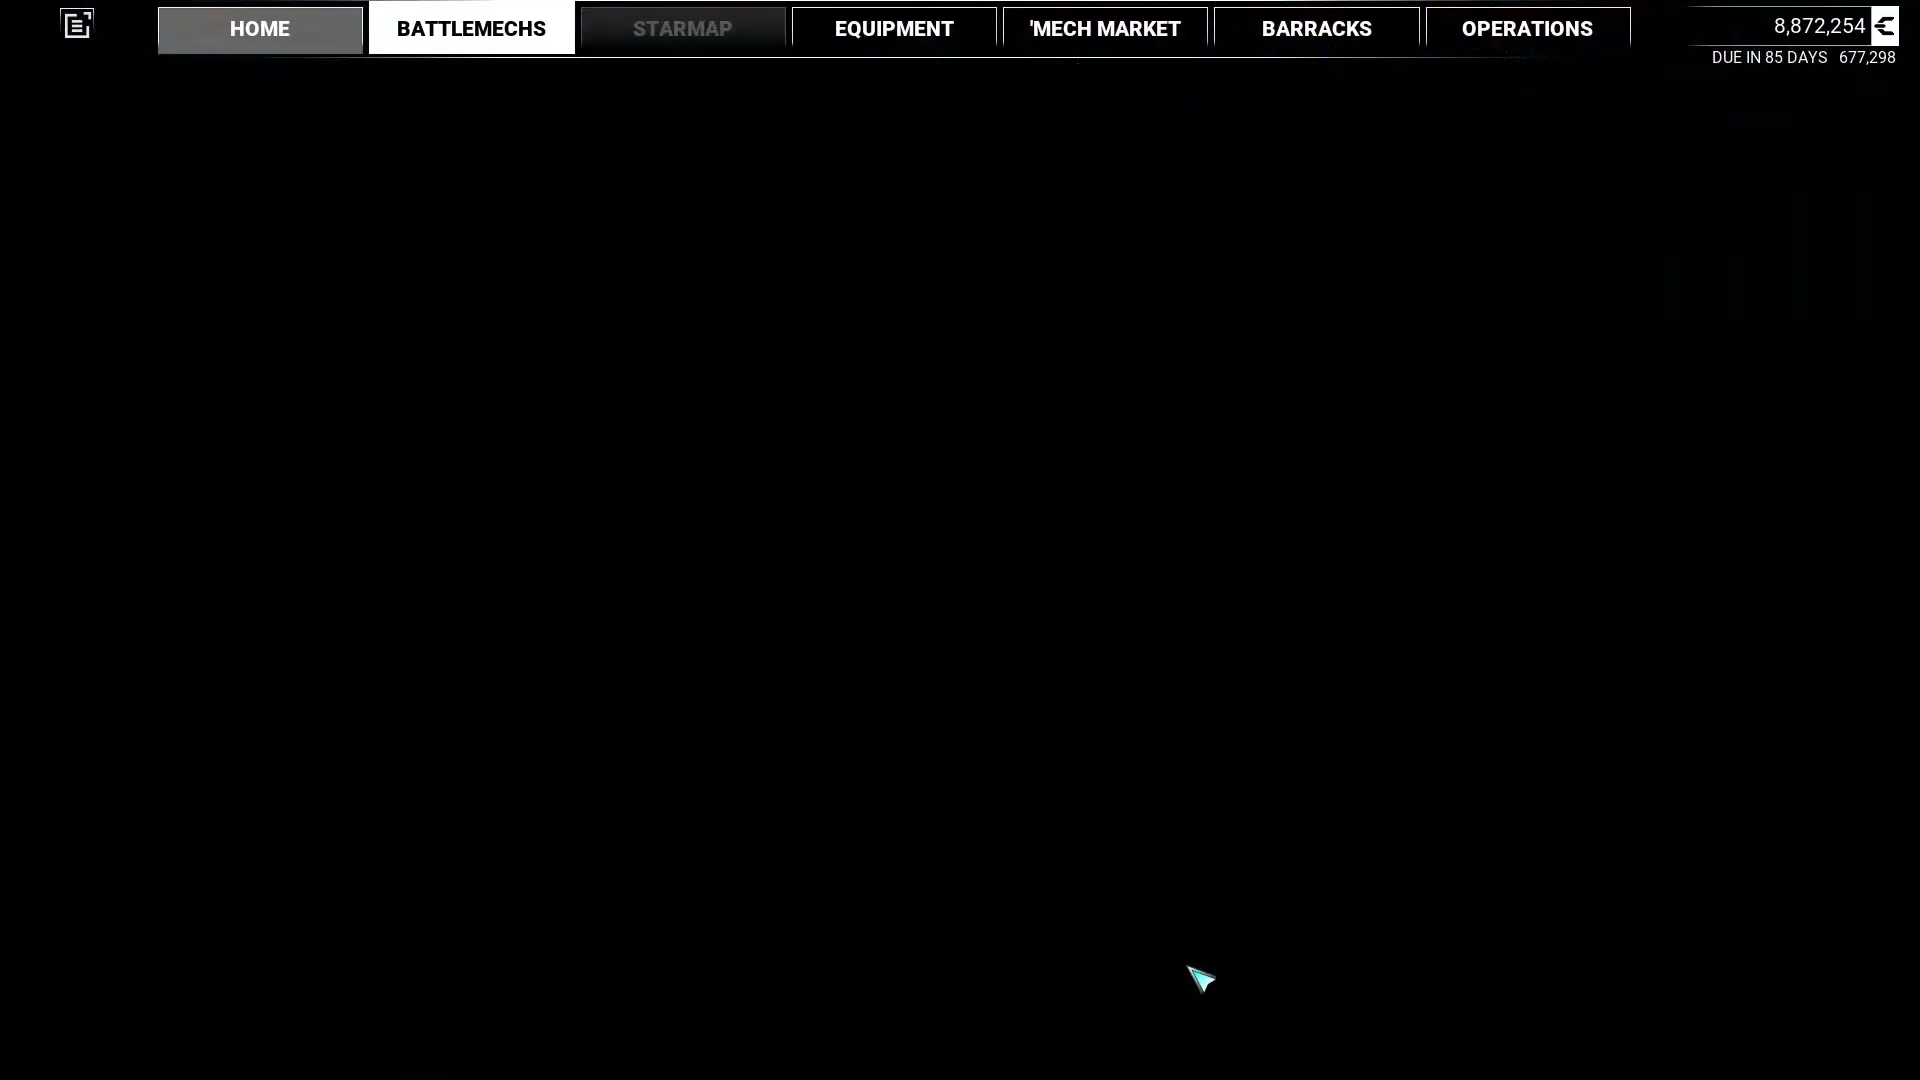 HOME
BATTLEMECHS
STARMAP
EQUIPMENT
'MECH MARKET
BARRACKS
OPERATIONS
8,872,254
DUE IN 85 DAYS 677,298